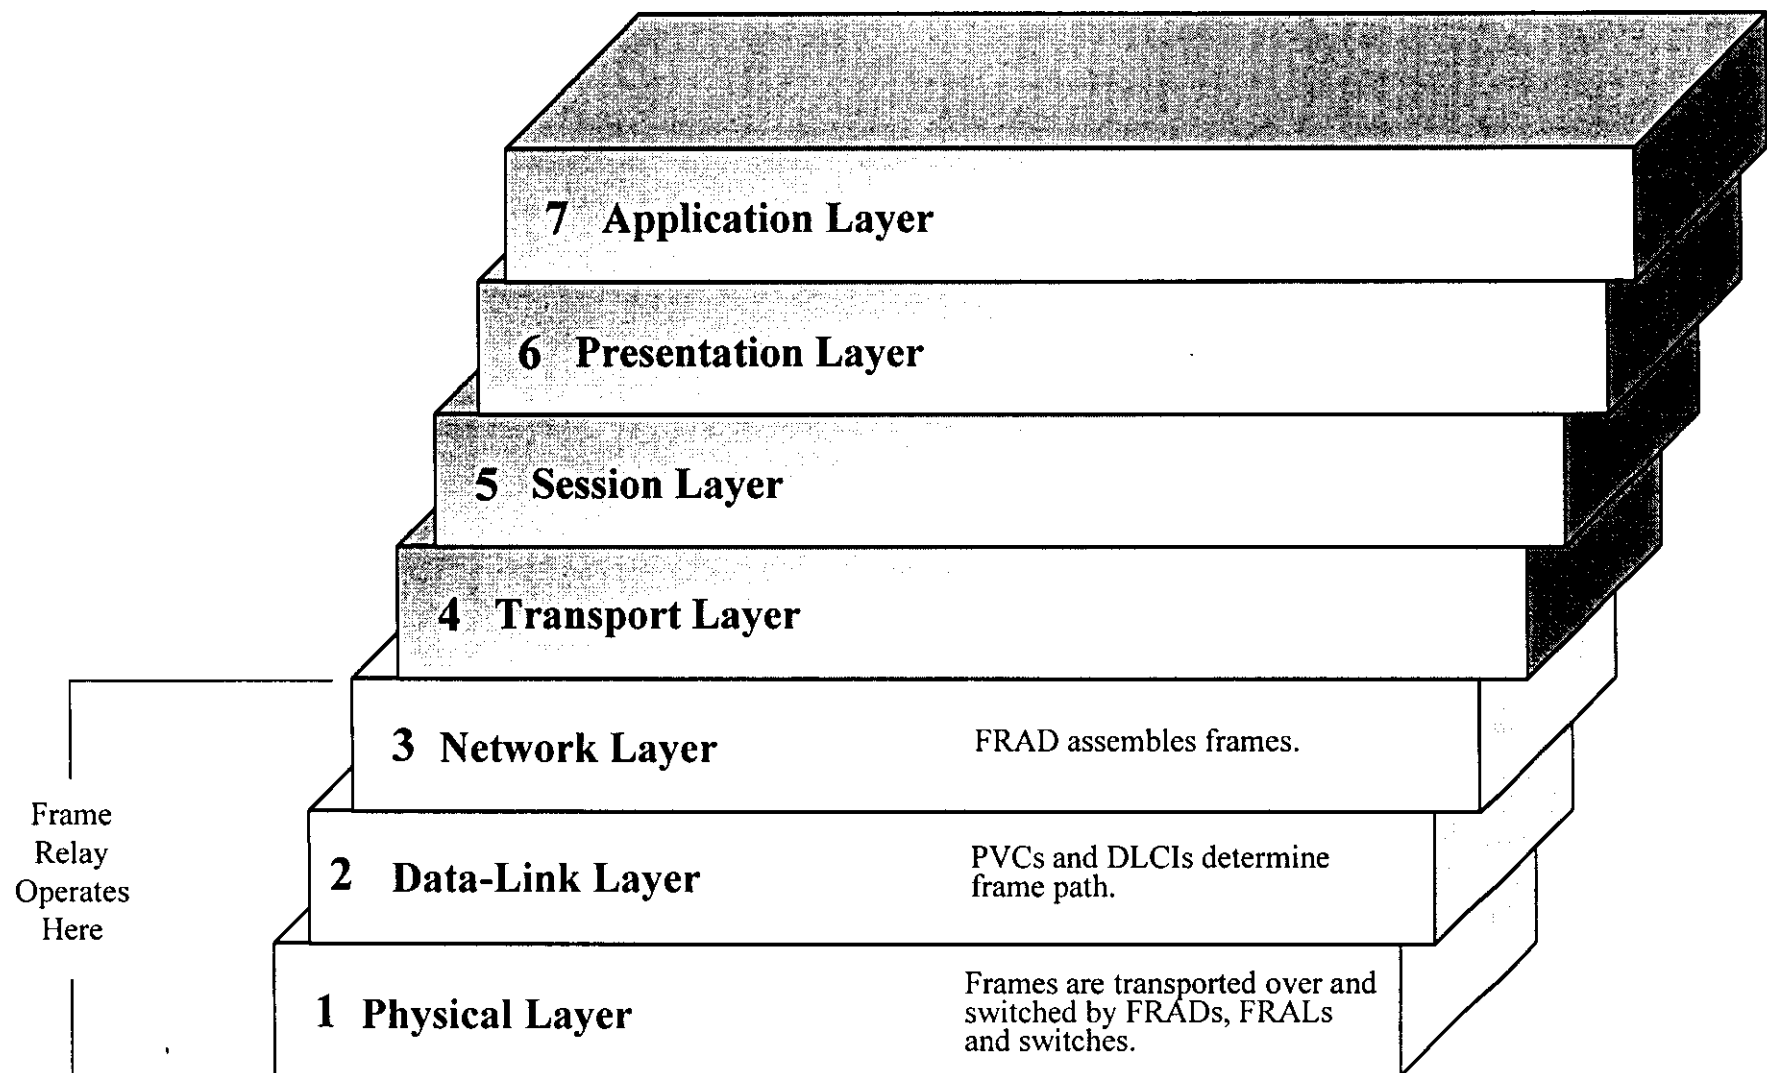 7 Application Layer
6 Presentation Layer
5 Session Layer
4 Transport Layer
3 Network Layer
FRAD assembles frames.
2 Data-Link Layer
PVCs and DLCIs determine
frame path.
1 Physical Layer
Frames are transported over and
switched by FRADs, FRALs
and switches.
Frame
Relay
Operates
Here